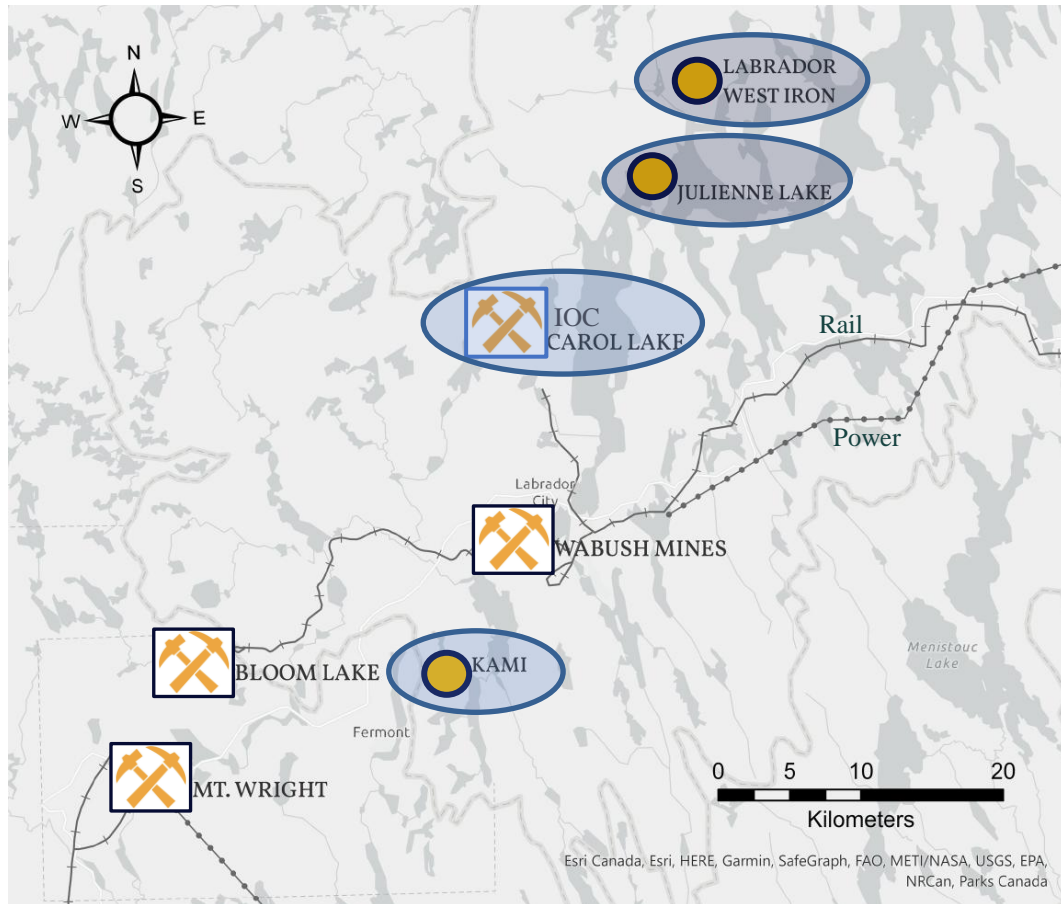 N
W
E
S
LABRADOR
WEST IRON
JULIENNE LAKE
IOC
CAROL LAKE
Rail
Power
Labrador
City
WABUSH MINES
BLOOM LAKE
KAMI
Menistouc
Lake
Fermont
MT. WRIGHT
0 5 10 20
Kilometers
Esri Canada, Esri, HERE, Garmin, SafeGraph, FAO, METI/NASA, USGS, EPA,
NRCan, Parks Canada